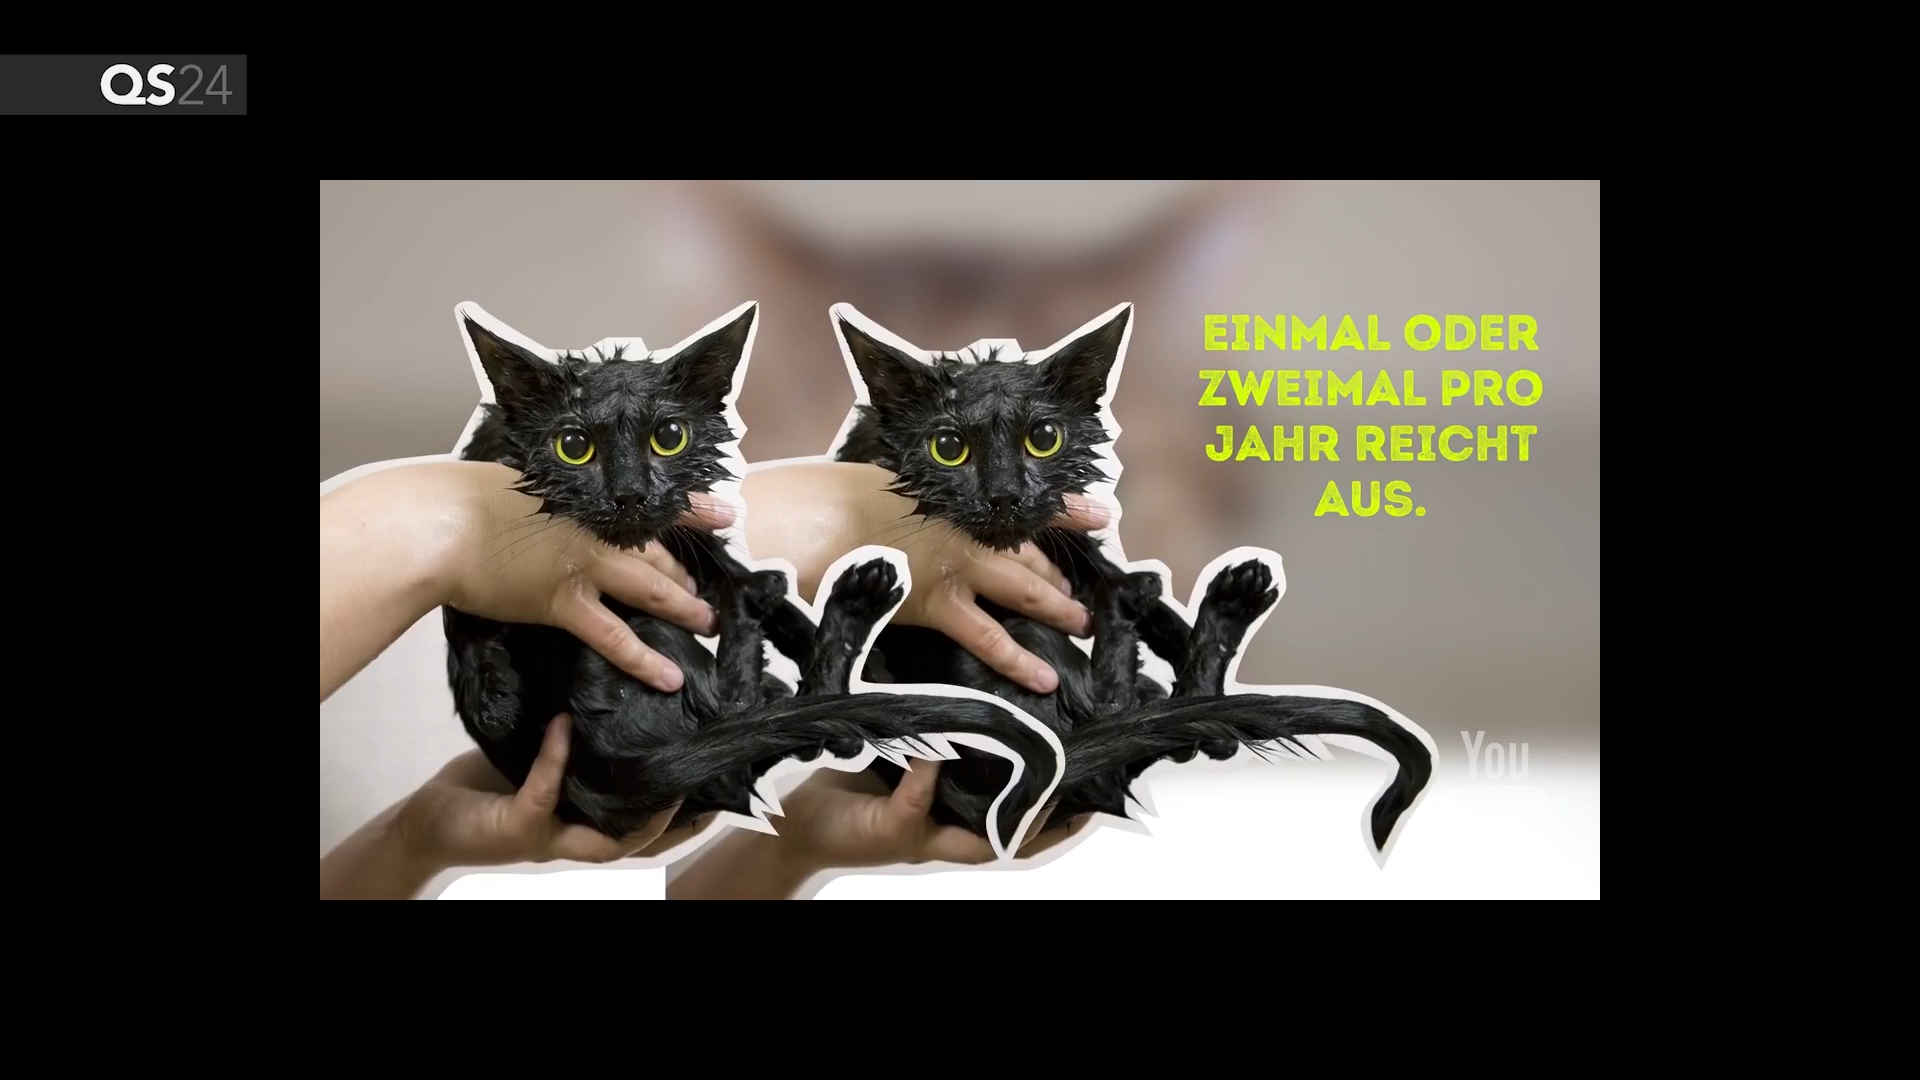 QS24
EINMAL ODER
ZWEIMAL PRO
JAHR REICHT
AUS.
You